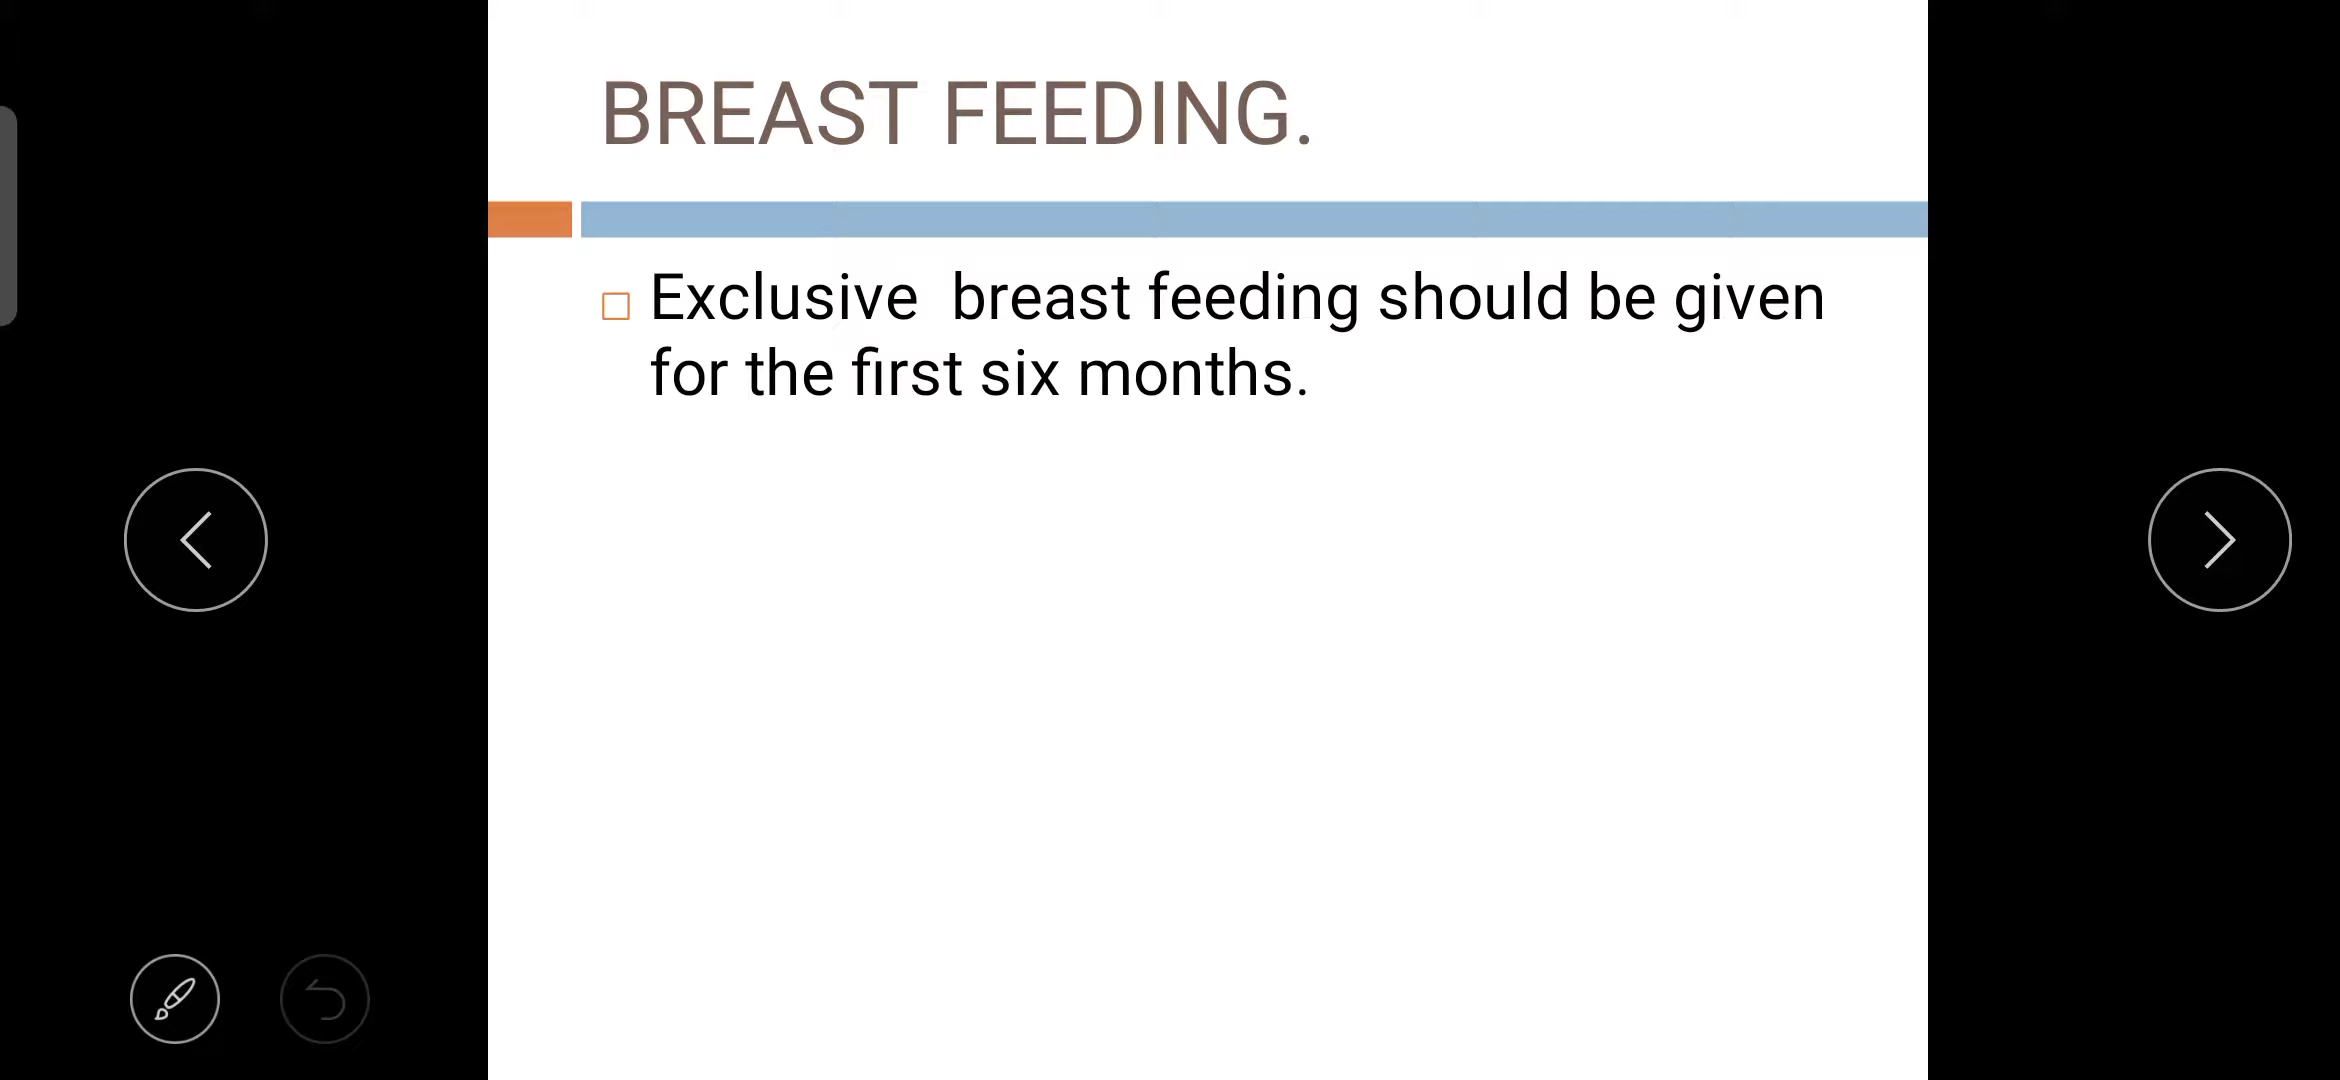 BREAST FEEDING.
Exclusive  breast feeding should be given
for the first six months.